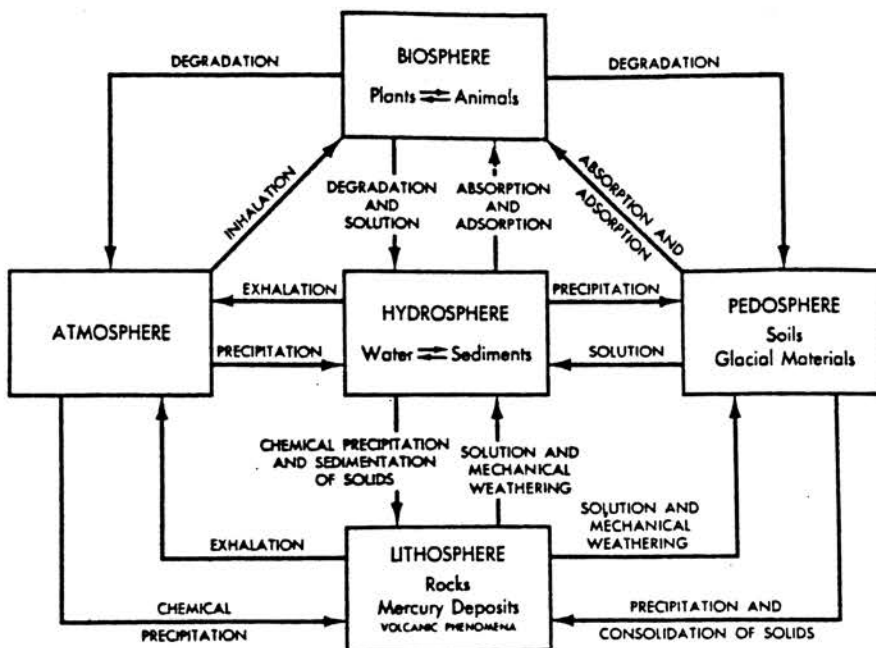 DEGRADATION
BIOSPHERE
Plants ⇌ Animals
DEGRADATION
INHALATION
DEGRADATION
AND
SOLUTION
ABSORPTION
AND
ADSORPTION
ABSORPTION AND
ADSORPTION
ATMOSPHERE
EXHALATION
PRECIPITATION
HYDROSPHERE
Water ⇌ Sediments
PRECIPITATION
SOLUTION
PEDOSPHERE
Soils
Glacial Materials
CHEMICAL PRECIPITATION
AND SEDIMENTATION
OF SOLIDS
SOLUTION AND
MECHANICAL
WEATHERING
SOLUTION AND
MECHANICAL
WEATHERING
EXHALATION
LITHOSPHERE
Rocks
Mercury Deposits
VOLCANIC PHENOMENA
CHEMICAL
PRECIPITATION
PRECIPITATION AND
CONSOLIDATION OF SOLIDS